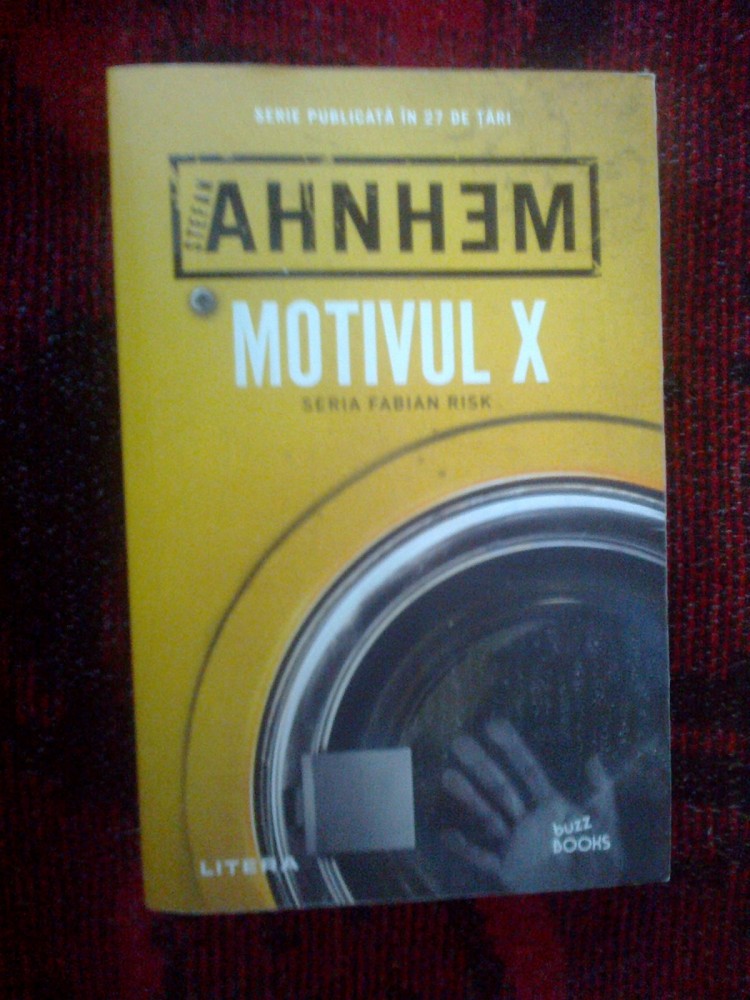 SERIE PUBLICATĂ ÎN 27 DE ȚĂRI
STEFAN
AHNHEM
MOTIVUL X
SERIA FABIAN RISK
buzz
BOOKS
LITERA